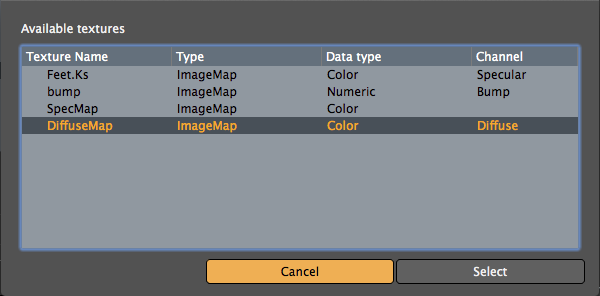 Available textures
Texture Name Type Data type Channel
Feet.Ks ImageMap Color Specular
bump ImageMap Numeric Bump
SpecMap ImageMap Color
DiffuseMap ImageMap Color Diffuse
Cancel Select